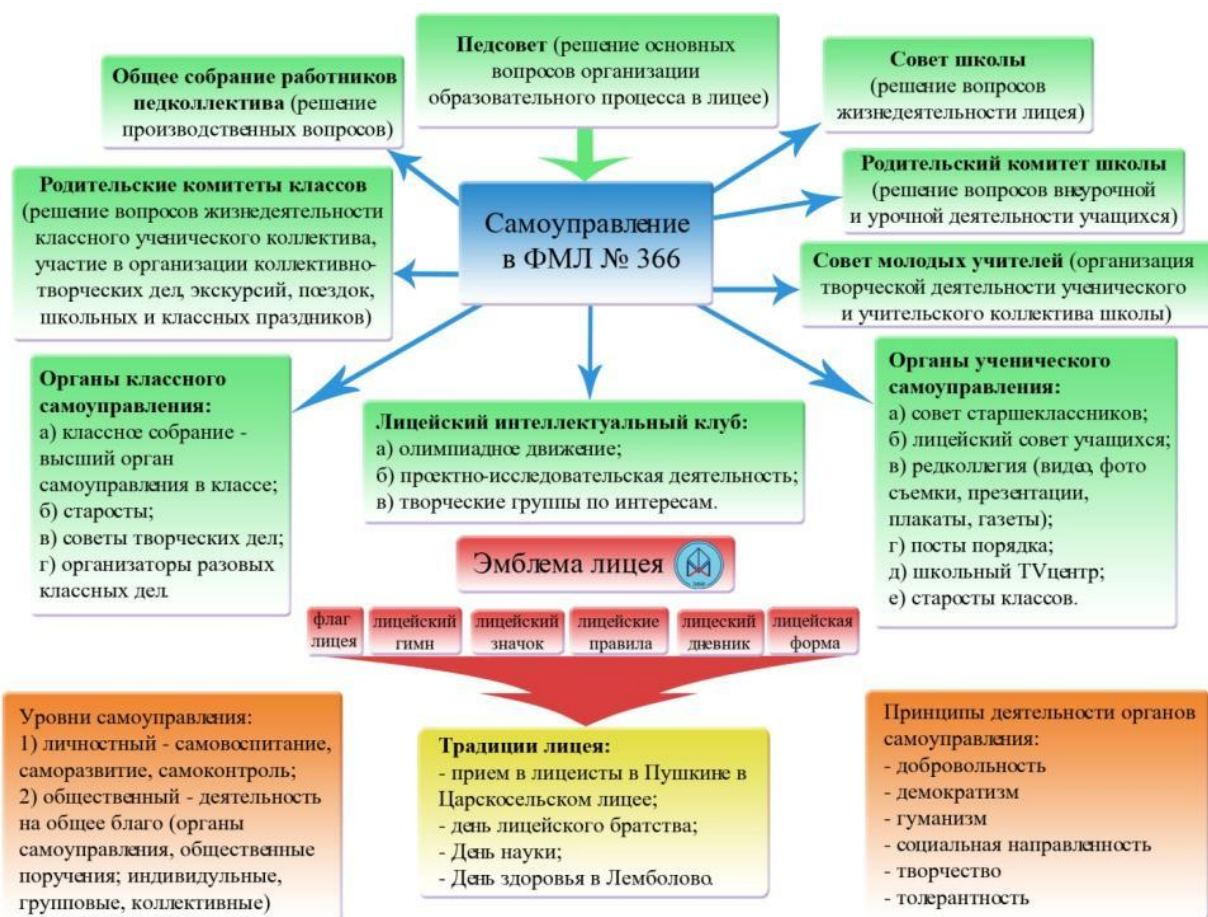 Педсовет (решение основных
вопросов организации
образовательного процесса в лицее)
Общее собрание работников
педколлектива (решение
производственных вопросов)
Совет школы
(решение вопросов
жизнедеятельности лицея)
Родительские комитеты классов
(решение вопросов жизнедеятельности
классного ученического коллектива,
участие в организации коллективно-
творческих дел, экскурсий, поездок,
школьных и классных праздников)
Самоуправление
в ФМЛ № 366
Родительский комитет школы
(решение вопросов внеурочной
и урочной деятельности учащихся)
Совет молодых учителей (организация
творческой деятельности ученического
и учительского коллектива школы)
Органы классного
самоуправления:
а) классное собрание -
высший орган
самоуправления в классе;
б) старосты;
в) советы творческих дел;
г) организаторы разовых
классных дел.
Лицейский интеллектуальный клуб:
а) олимпиадное движение;
б) проектно-исследовательская деятельность;
в) творческие группы по интересам.
Органы ученического
самоуправления:
а) совет старшеклассников;
б) лицейский совет учащихся;
в) редколлегия (видео, фото
съемки, презентации,
плакаты, газеты);
г) посты порядка;
д) школьный TVцентр;
е) старосты классов.
Эмблема лицея
флаг
лицея
лицейский
гимн
лицейский
значок
лицейские
правила
лицеский
дневник
лицейская
форма
Уровни самоуправления:
1) личностный - самовоспитание,
саморазвитие, самоконтроль;
2) общественный - деятельность
на общее благо (органы
самоуправления, общественные
поручения; индивидульные,
групповые, коллективные)
Традиции лицея:
- прием в лицеисты в Пушкине в
Царскосельском лицее;
- день лицейского братства;
- День науки;
- День здоровья в Лемболово.
Принципы деятельности органов
самоуправления:
- добровольность
- демократизм
- гуманизм
- социальная направленность
- творчество
- толерантность